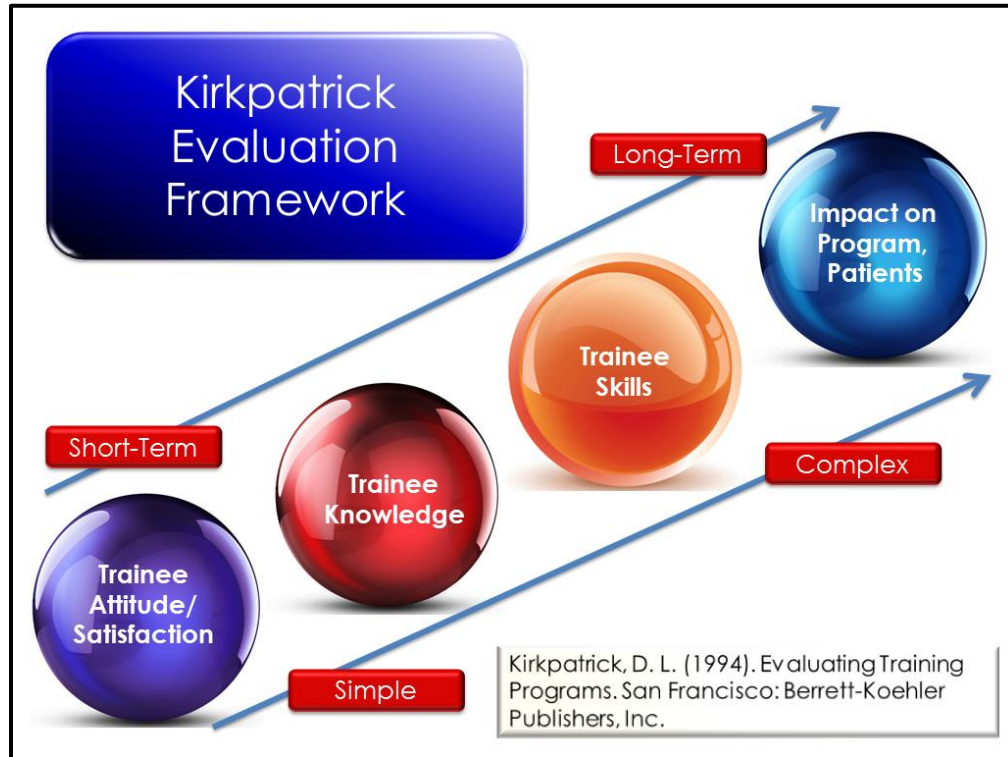 Kirkpatrick
Evaluation
Framework
Long-Term
Impact on
Program,
Patients
Trainee
Skills
Short-Term
Trainee
Knowledge
Complex
Trainee
Attitude/
Satisfaction
Simple
Kirkpatrick, D. L. (1994). Evaluating Training
Programs. San Francisco: Berrett-Koehler
Publishers, Inc.